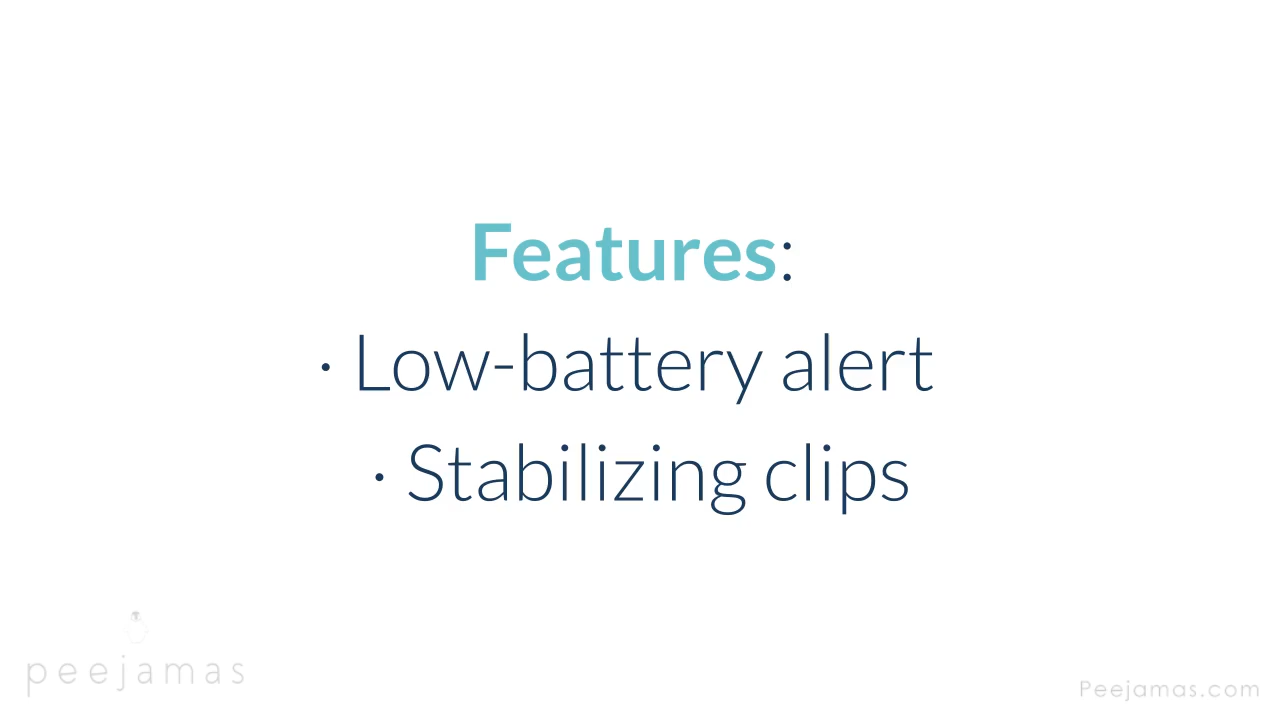 Features:
· Low-battery alert
· Stabilizing clips
peejamas
Peejamas.com